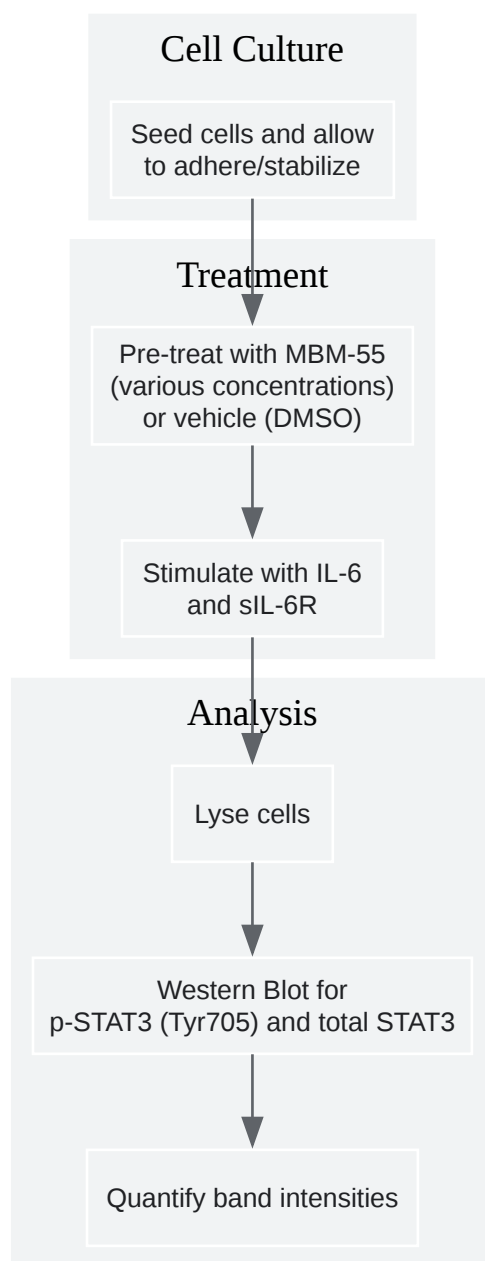 Cell Culture
Seed cells and allow
to adhere/stabilize
Treatment
Pre-treat with MBM-55
(various concentrations)
or vehicle (DMSO)
Stimulate with IL-6
and sIL-6R
Analysis
Lyse cells
Western Blot for
p-STAT3 (Tyr705) and total STAT3
Quantify band intensities